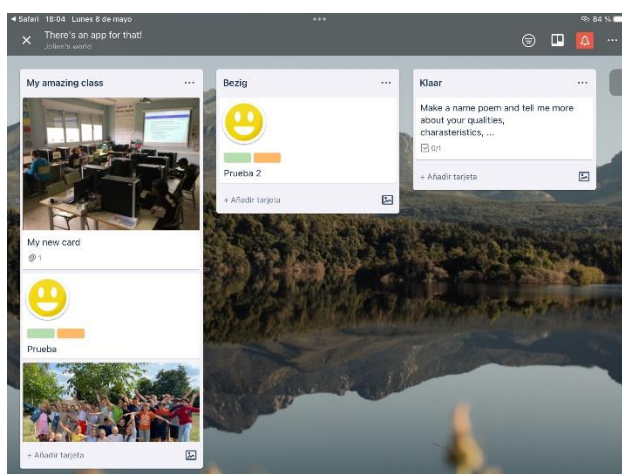 Safari 18:04 Lunes 8 de mayo
84 %
There's an app for that!
Jolien's world
My amazing class
My new card
1
Prueba
+ Añadir tarjeta
Bezig
Prueba 2
+ Añadir tarjeta
Klaar
Make a name poem and tell me more
about your qualities,
charasteristics, ...
0/1
+ Añadir tarjeta